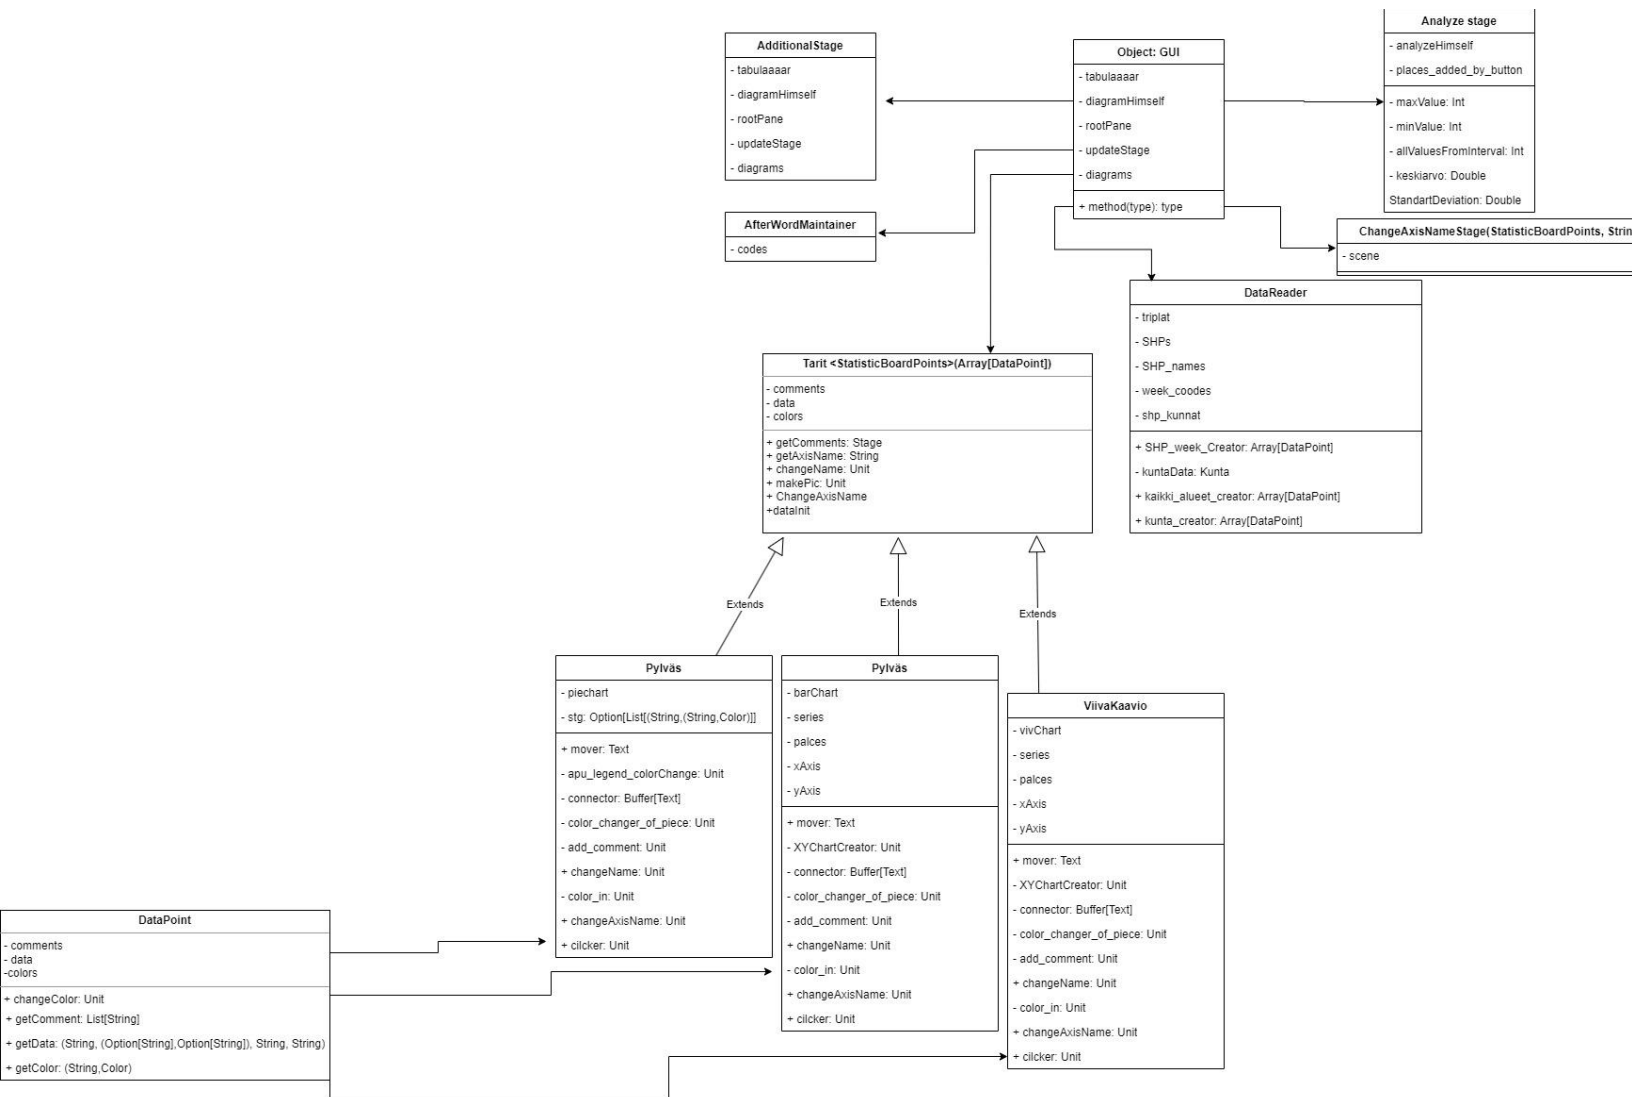 AdditionalStage
- tabulaaaar
- diagramHimself
- rootPane
- updateStage
- diagrams
Object: GUI
- tabulaaaar
- diagramHimself
- rootPane
- updateStage
- diagrams
+ method(type): type
Analyze stage
- analyzeHimself
- places_added_by_button
- maxValue: Int
- minValue: Int
- allValuesFromInterval: Int
- keskiarvo: Double
StandartDeviation: Double
AfterWordMaintainer
- codes
ChangeAxisNameStage(StatisticBoardPoints, Strin
- scene
DataReader
- triplat
- SHPs
- SHP_names
- week_coodes
- shp_kunnat
+ SHP_week_Creator: Array[DataPoint]
- kuntaData: Kunta
+ kaikki_alueet_creator: Array[DataPoint]
+ kunta_creator: Array[DataPoint]
Tarit <StatisticBoardPoints>(Array[DataPoint])
- comments
- data
- colors
+ getComments: Stage
+ getAxisName: String
+ changeName: Unit
+ makePic: Unit
+ ChangeAxisName
+dataInit
Extends
Extends
Extends
Pylväs
- piechart
- stg: Option[List[(String,(String,Color)]]
+ mover: Text
- apu_legend_colorChange: Unit
- connector: Buffer[Text]
- color_changer_of_piece: Unit
- add_comment: Unit
+ changeName: Unit
- color_in: Unit
+ changeAxisName: Unit
+ cilcker: Unit
Pylväs
- barChart
- series
- palces
- xAxis
- yAxis
+ mover: Text
- XYChartCreator: Unit
- connector: Buffer[Text]
- color_changer_of_piece: Unit
- add_comment: Unit
+ changeName: Unit
- color_in: Unit
+ changeAxisName: Unit
+ cilcker: Unit
ViivaKaavio
- vivChart
- series
- palces
- xAxis
- yAxis
+ mover: Text
- XYChartCreator: Unit
- connector: Buffer[Text]
- color_changer_of_piece: Unit
- add_comment: Unit
+ changeName: Unit
- color_in: Unit
+ changeAxisName: Unit
+ cilcker: Unit
DataPoint
- comments
- data
-colors
+ changeColor: Unit
+ getComment: List[String]
+ getData: (String, (Option[String],Option[String]), String, String)
+ getColor: (String,Color)